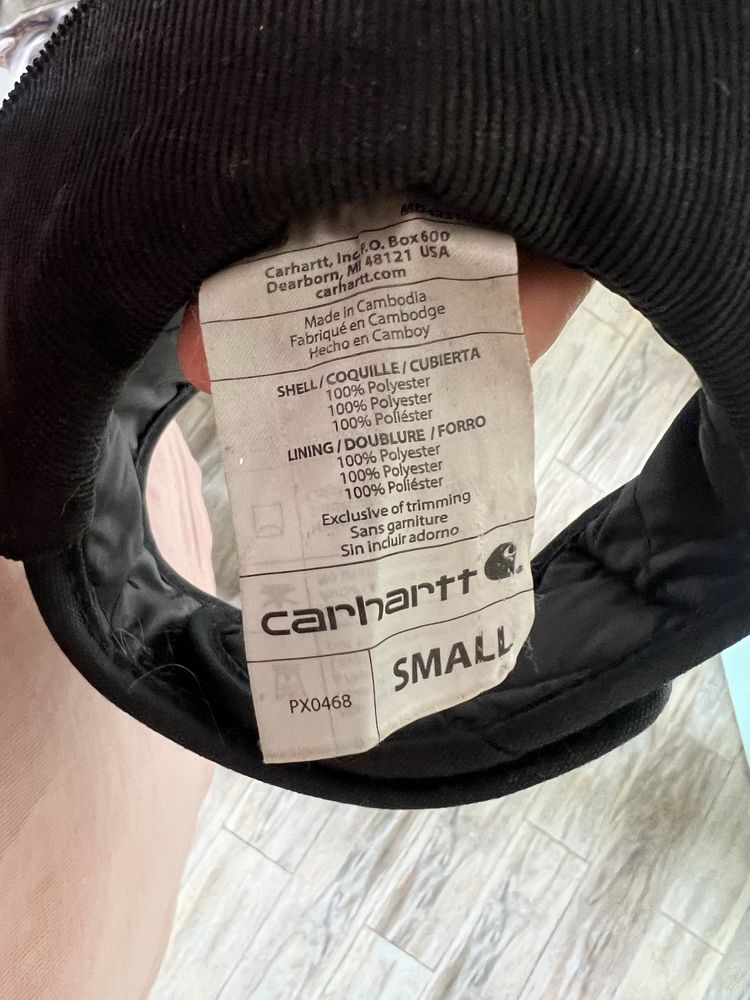 Carhartt, Inc. P.O. Box 600
Dearborn, MI 48121 USA
carhartt.com
Made in Cambodia
Fabriqué en Cambodge
Hecho en Camboy
SHELL / COQUILLE / CUBIERTA
100% Polyester
100% Polyester
100% Poliéster
LINING / DOUBLURE / FORRO
100% Polyester
100% Polyester
100% Poliéster
Exclusive of trimming
Sans garniture
Sin incluir adorno
carhartt
PX0468
SMALL